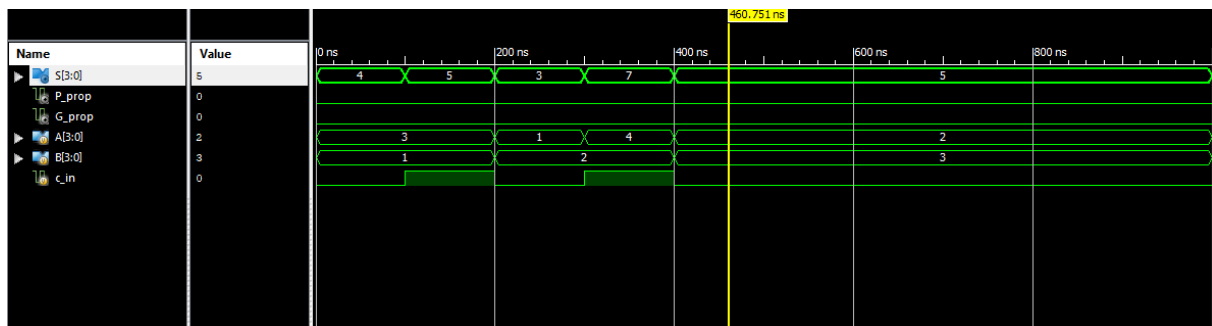 460.751 ns
Name Value 0 ns 200 ns 400 ns 600 ns 800 ns
S[3:0] 5 4 5 3 7 5
P_prop 0
G_prop 0
A[3:0] 2 3 1 4 2
B[3:0] 3 1 2 3
c_in 0